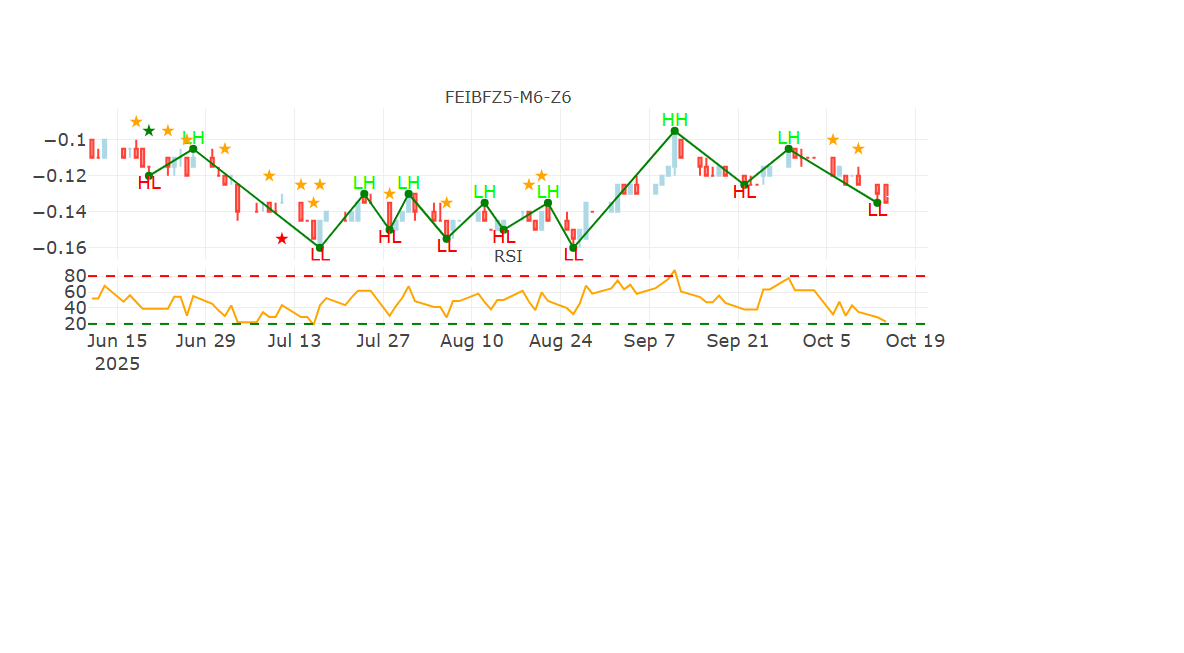 FEIBFZ5-M6-Z6
HH
−0.1
LH
LH
−0.12
HL
LH
LH
LH
LH
HL
−0.14
HL
HL
LL
−0.16
LL
LL
LL
RSI
80
60
40
20
Jun 15 Jun 29 Jul 13 Jul 27 Aug 10 Aug 24 Sep 7 Sep 21 Oct 5 Oct 19
2025